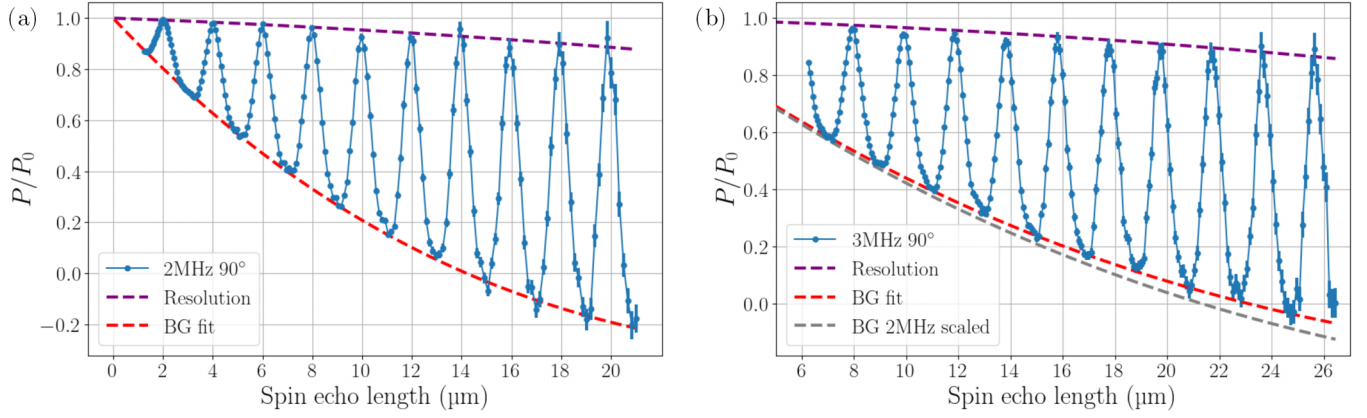 (a)
1.0
0.8
0.6
0.4
0.2
0.0
−0.2
P/P₀
2MHz 90°
Resolution
BG fit
0 2 4 6 8 10 12 14 16 18 20
Spin echo length (µm)
(b)
1.0
0.8
0.6
0.4
0.2
0.0
P/P₀
3MHz 90°
Resolution
BG fit
BG 2MHz scaled
6 8 10 12 14 16 18 20 22 24 26
Spin echo length (µm)